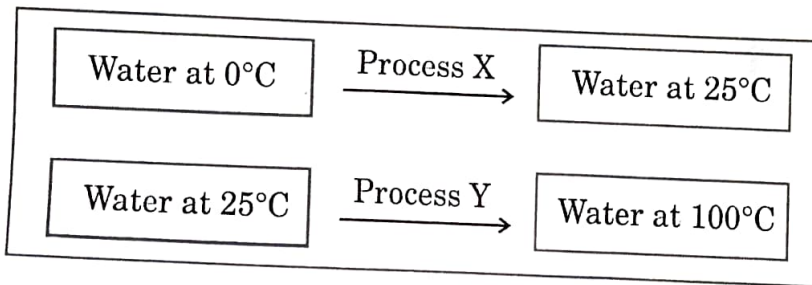 Water at 0°C
Process X
Water at 25°C
Water at 25°C
Process Y
Water at 100°C